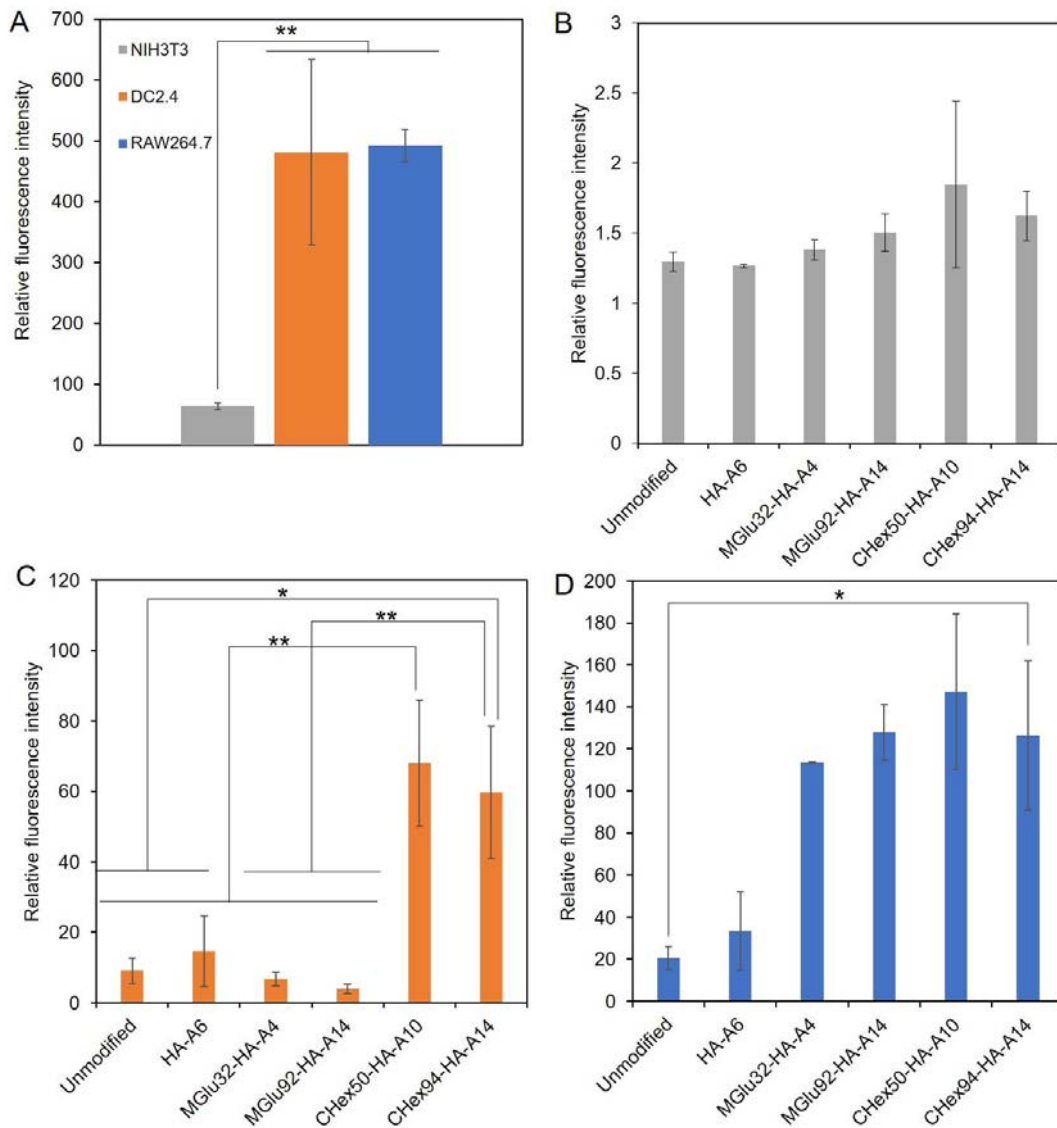 A
Relative fluorescence intensity
700
600
500
400
300
200
100
0
NIH3T3
DC2.4
RAW264.7
**
B
Relative fluorescence intensity
3
2.5
2
1.5
1
0.5
0
Unmodified
HA-A6
MGlu32-HA-A4
MGlu92-HA-A14
CHex50-HA-A10
CHex94-HA-A14
C
Relative fluorescence intensity
120
100
80
60
40
20
0
*
**
**
Unmodified
HA-A6
MGlu32-HA-A4
MGlu92-HA-A14
CHex50-HA-A10
CHex94-HA-A14
D
Relative fluorescence intensity
200
180
160
140
120
100
80
60
40
20
0
*
Unmodified
HA-A6
MGlu32-HA-A4
MGlu92-HA-A14
CHex50-HA-A10
CHex94-HA-A14